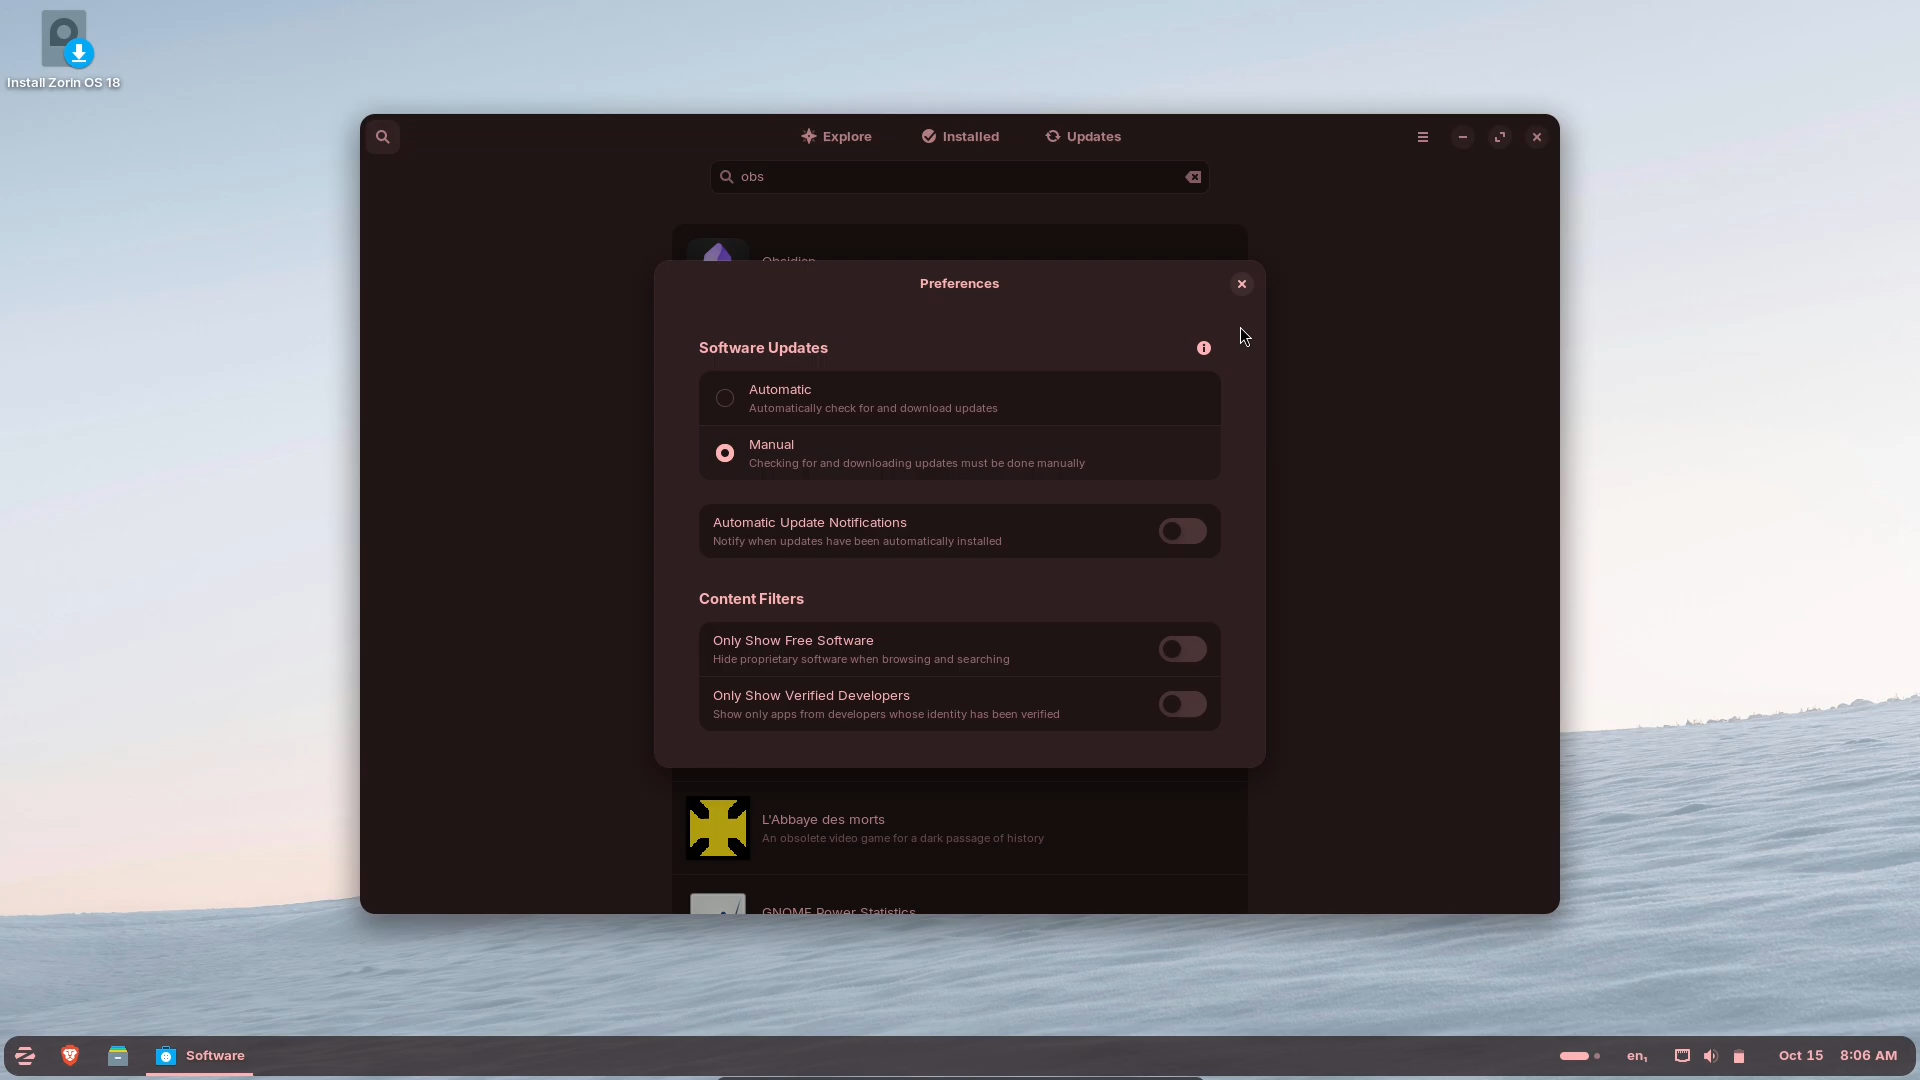 Install Zorin OS 18
Explore
Installed
Updates
obs
Obsidian
Preferences
Software Updates
Automatic
Automatically check for and download updates
Manual
Checking for and downloading updates must be done manually
Automatic Update Notifications
Notify when updates have been automatically installed
Content Filters
Only Show Free Software
Hide proprietary software when browsing and searching
Only Show Verified Developers
Show only apps from developers whose identity has been verified
L'Abbaye des morts
An obsolete video game for a dark passage of history
GNOME Power Statistics
Software
en₁
Oct 15 8:06 AM